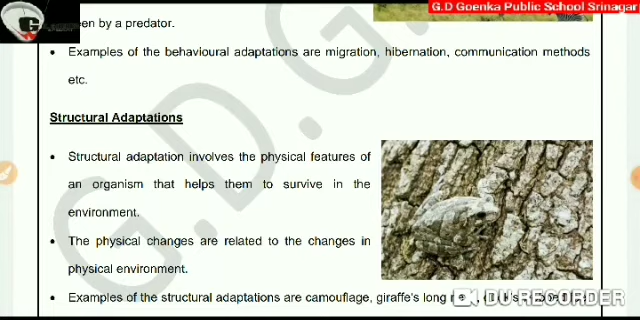 G.D Goenka Public School Srinagar
een by a predator.
• Examples of the behavioural adaptations are migration, hibernation, communication methods
etc.
Structural Adaptations
• Structural adaptation involves the physical features of
an organism that helps them to survive in the
environment.
• The physical changes are related to the changes in
physical environment.
• Examples of the structural adaptations are camouflage, giraffe's long
DU RECORDER
G.D.G.